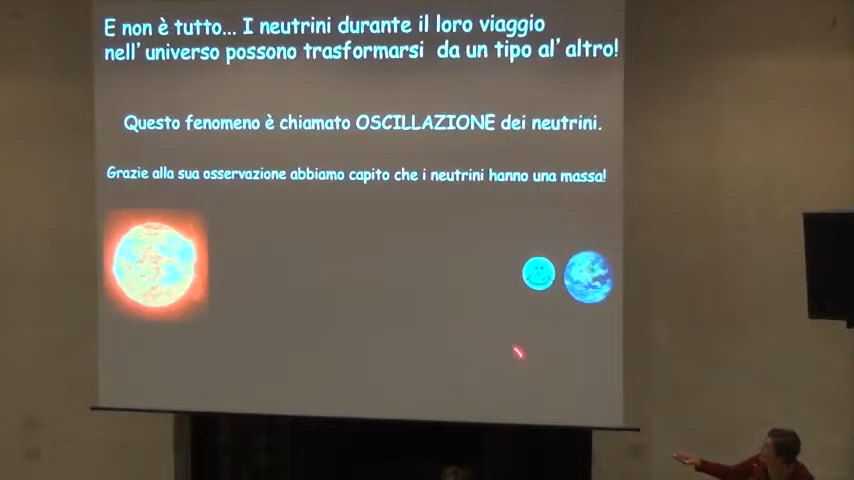 E non è tutto... I neutrini durante il loro viaggio
nell'universo possono trasformarsi da un tipo al'altro!
Questo fenomeno è chiamato OSCILLAZIONE dei neutrini.
Grazie alla sua osservazione abbiamo capito che i neutrini hanno una massa!